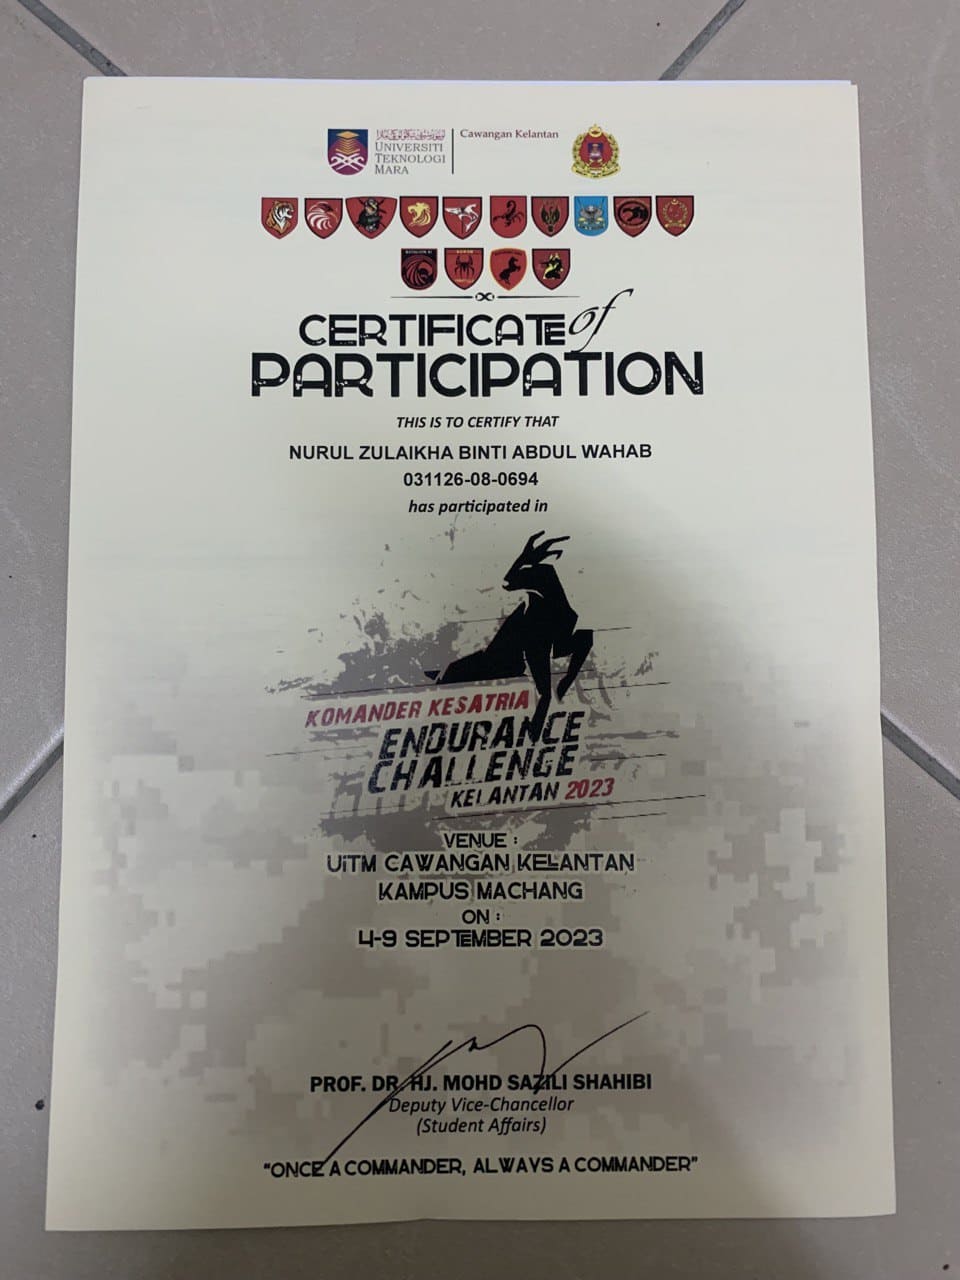 UNIVERSITI
TEKNOLOGI
MARA
Cawangan Kelantan
CERTIFICATE of
PARTICIPATION
THIS IS TO CERTIFY THAT
NURUL ZULAIKHA BINTI ABDUL WAHAB
031126-08-0694
has participated in
KOMANDER KESATRIA
ENDURANCE
CHALLENGE
KELANTAN 2023
VENUE :
UiTM CAWANGAN KELANTAN
KAMPUS MACHANG
ON :
4-9 SEPTEMBER 2023
PROF. DR. HJ. MOHD SAZILI SHAHIBI
Deputy Vice-Chancellor
(Student Affairs)
"ONCE A COMMANDER, ALWAYS A COMMANDER"